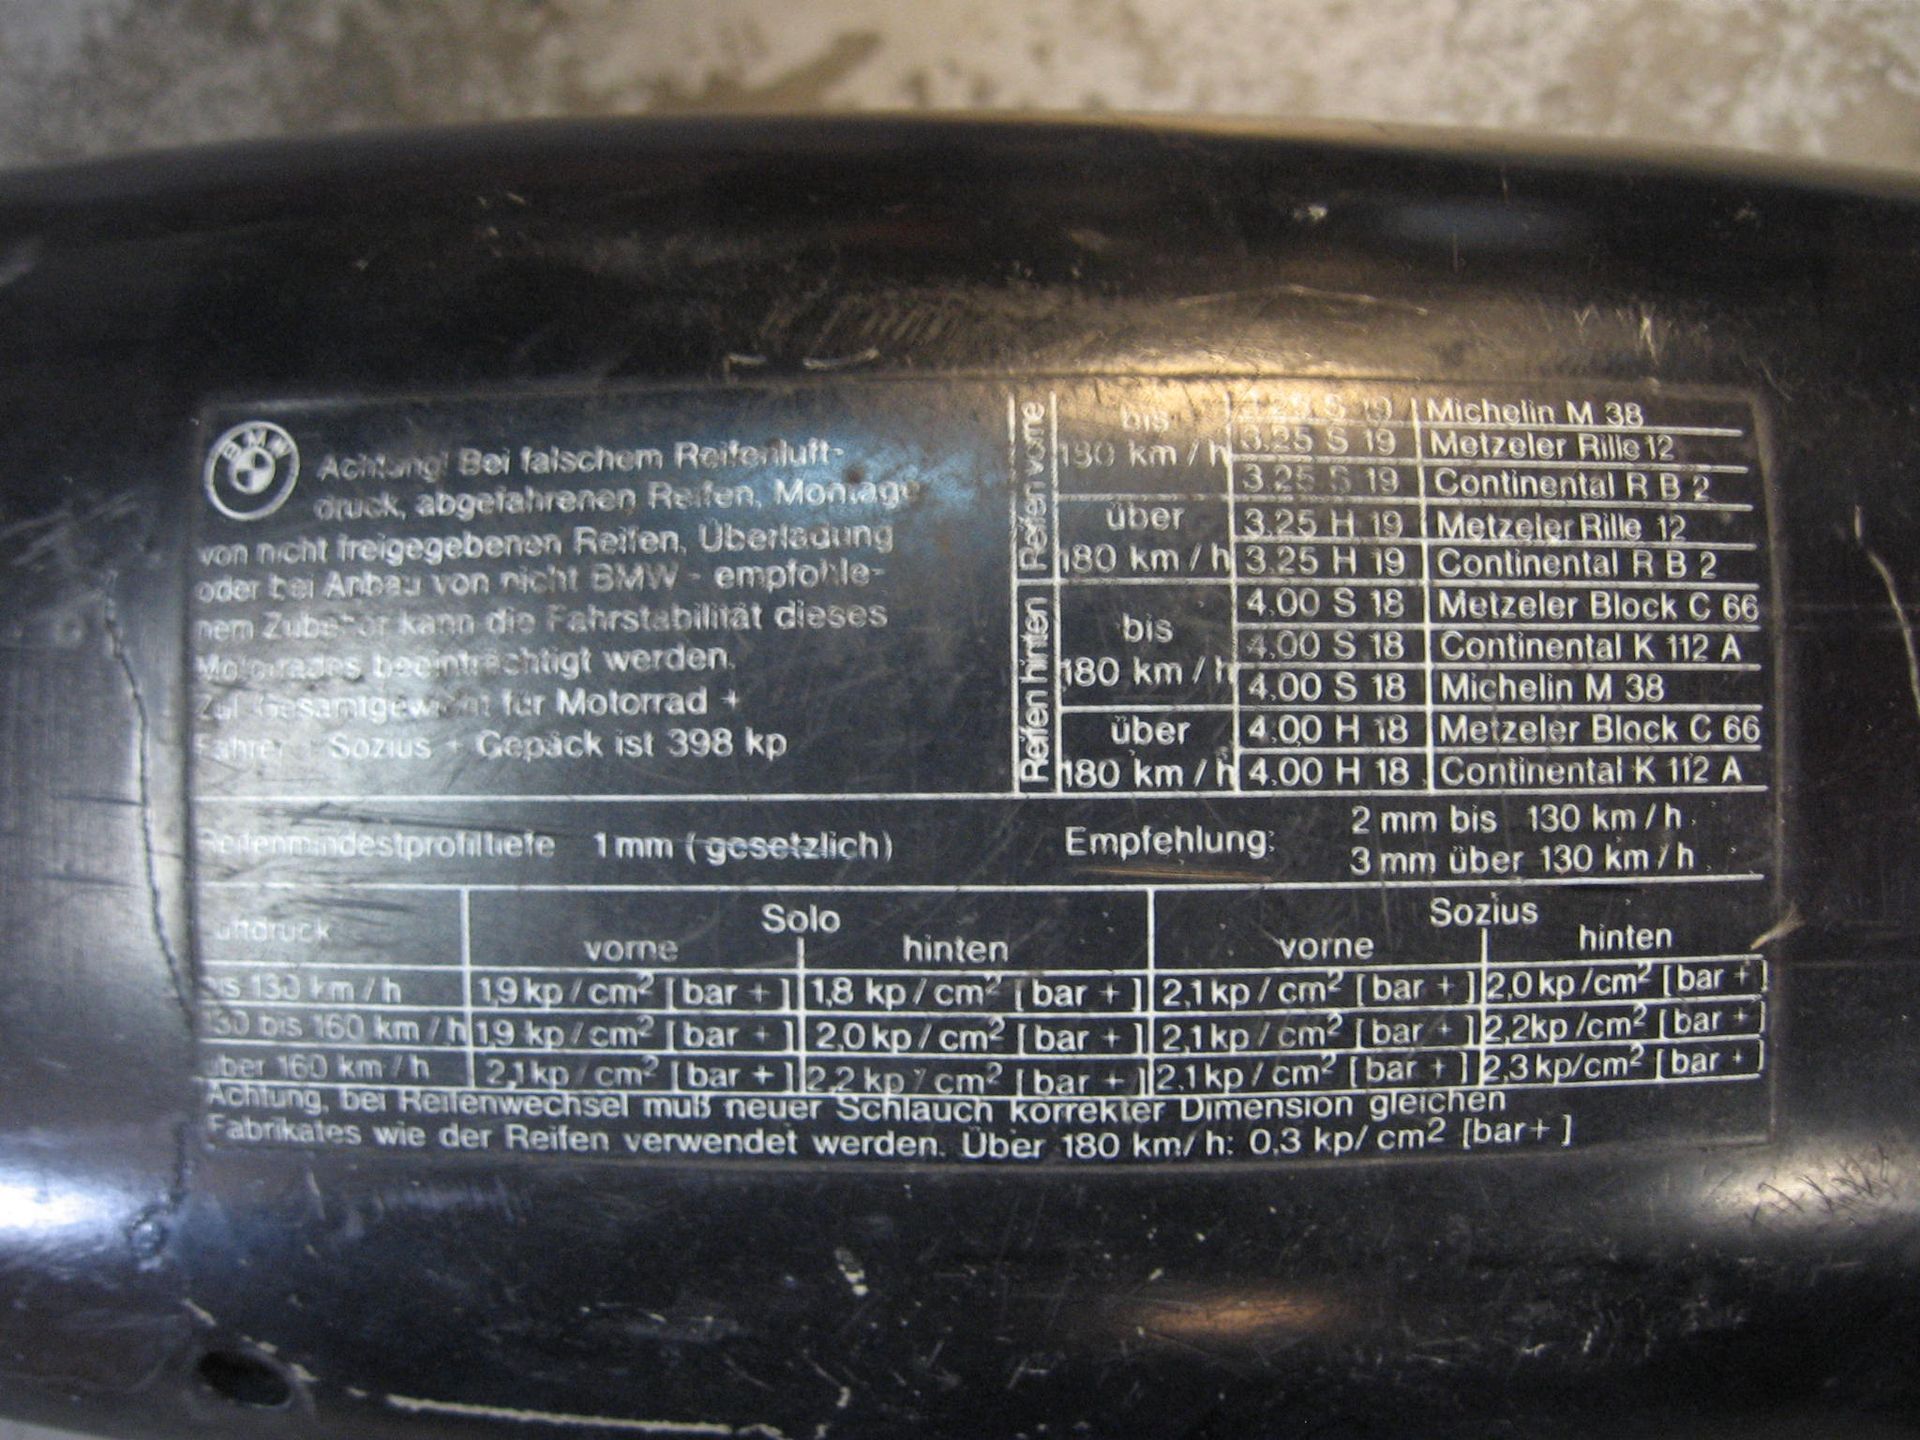 BMW
Achtung! Bei falschem Reifenluft-
druck, abgefahrenen Reifen, Montage
von nicht freigegebenen Reifen, Überladung
oder bei Anbau von nicht BMW - empfohle-
nem Zubehör kann die Fahrstabilität dieses
Motorrades beeinträchtigt werden.
Zul. Gesamtgewicht für Motorrad +
Fahrer + Sozius + Gepäck ist 398 kp
Reifen vorne
bis 180 km/h
3.25 S 19 Michelin M 38
3.25 S 19 Metzeler Rille 12
3.25 S 19 Continental R B 2
über 180 km/h
3.25 H 19 Metzeler Rille 12
3.25 H 19 Continental R B 2
Reifen hinten
bis 180 km/h
4.00 S 18 Metzeler Block C 66
4.00 S 18 Continental K 112 A
4.00 S 18 Michelin M 38
über 180 km/h
4.00 H 18 Metzeler Block C 66
4.00 H 18 Continental K 112 A
Reifenmindestprofiltiefe 1 mm (gesetzlich) Empfehlung: 2 mm bis 130 km/h
3 mm über 130 km/h
Luftdruck Solo Sozius
vorne hinten vorne hinten
bis 130 km/h 1,9 kp/cm² [bar +] 1,8 kp/cm² [bar +] 2,1 kp/cm² [bar +] 2,0 kp/cm² [bar +]
130 bis 160 km/h 1,9 kp/cm² [bar +] 2,0 kp/cm² [bar +] 2,1 kp/cm² [bar +] 2,2 kp/cm² [bar +]
über 160 km/h 2,1 kp/cm² [bar +] 2,2 kp/cm² [bar +] 2,1 kp/cm² [bar +] 2,3 kp/cm² [bar +]
Achtung, bei Reifenwechsel muß neuer Schlauch korrekter Dimension gleichen
Fabrikates wie der Reifen verwendet werden. Über 180 km/h: 0,3 kp/cm² [bar+]